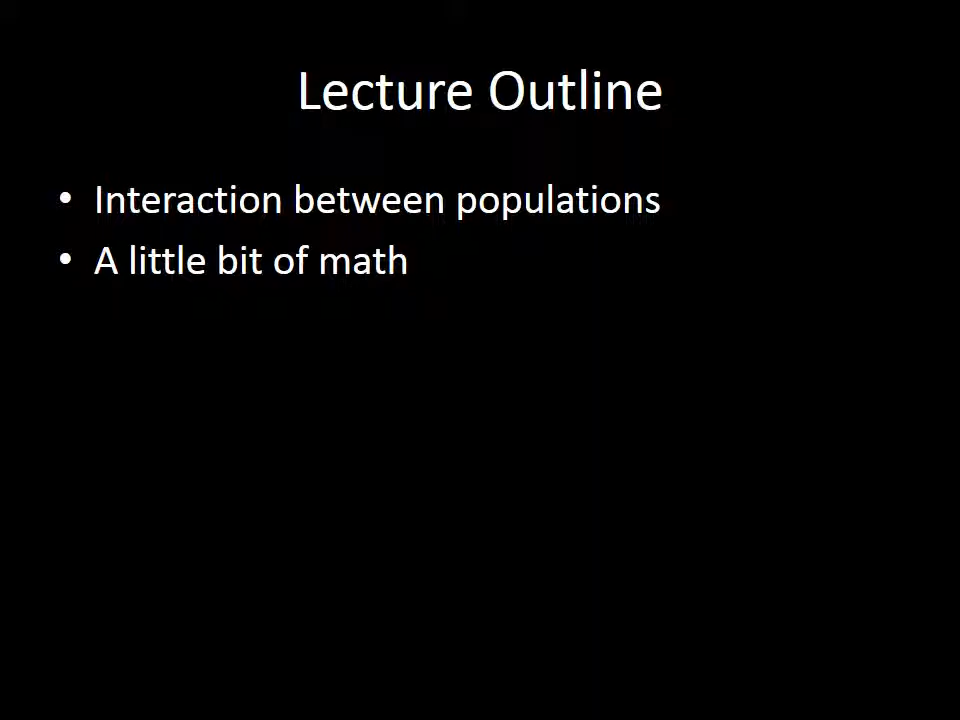 Lecture Outline
• Interaction between populations
• A little bit of math